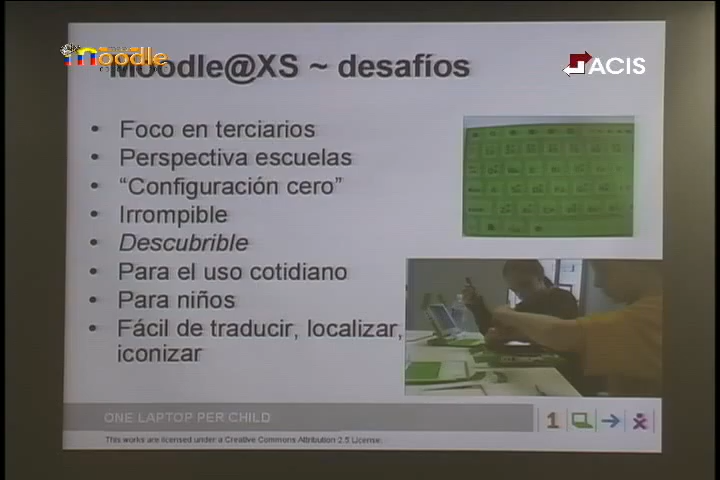 moodle
Moodle@XS ~ desafíos
ACIS
• Foco en terciarios
• Perspectiva escuelas
• “Configuración cero”
• Irrompible
• Descubrible
• Para el uso cotidiano
• Para niños
• Fácil de traducir, localizar,
iconizar
ONE LAPTOP PER CHILD
1
This works are licensed under a Creative Commons Attribution 2.5 License.